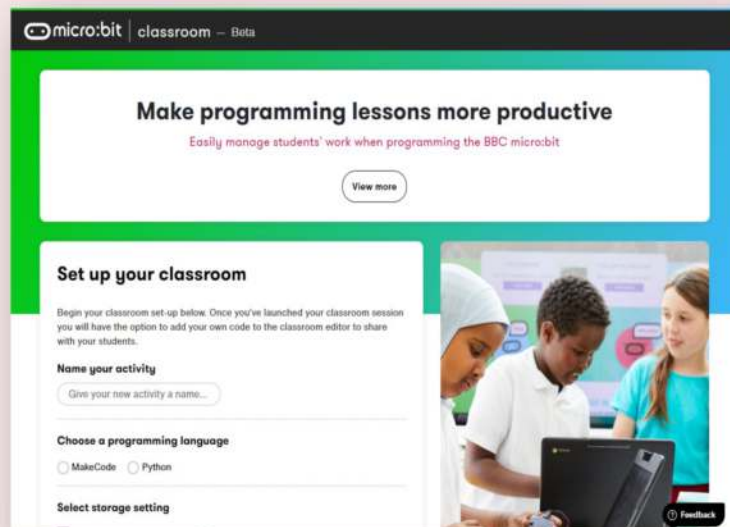 micro:bit | classroom – Beta
Make programming lessons more productive
Easily manage students' work when programming the BBC micro:bit
View more
Set up your classroom
Begin your classroom set-up below. Once you've launched your classroom session
you will have the option to add your own code to the classroom editor to share
with your students.
Name your activity
Give your new activity a name...
Choose a programming language
MakeCode Python
Select storage setting
Feedback